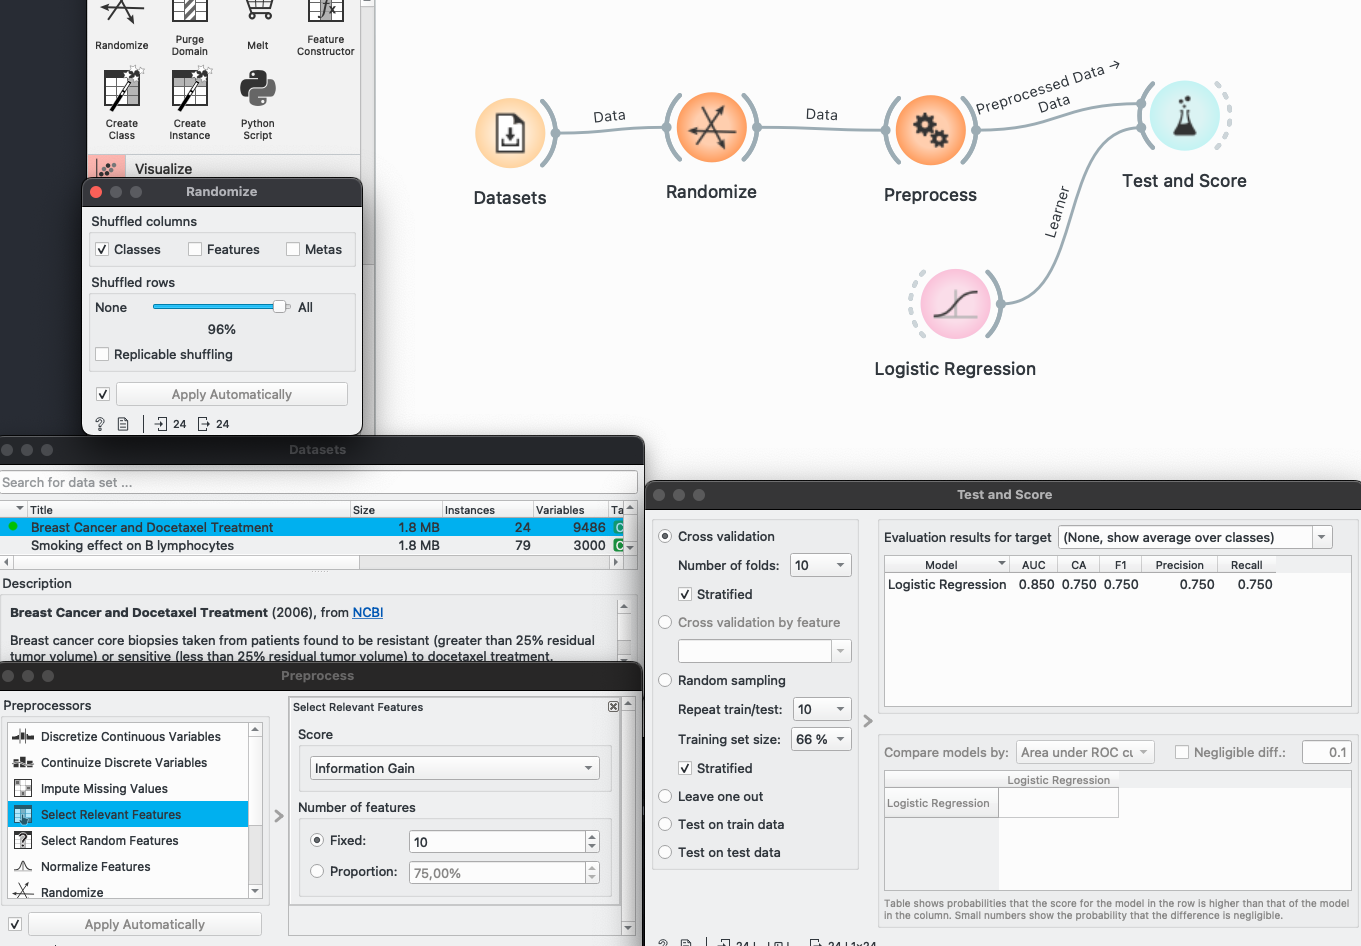 Randomize
Purge
Domain
Melt
Feature
Constructor
Create
Class
Create
Instance
Python
Script
Visualize
Data
Data
Preprocessed Data →
Data
Learner
Datasets
Randomize
Preprocess
Test and Score
Logistic Regression
Randomize
Shuffled columns
Classes
Features
Metas
Shuffled rows
None
All
96%
Replicable shuffling
Apply Automatically
? 24 24
Datasets
Search for data set ...
Title Size Instances Variables Ta
Breast Cancer and Docetaxel Treatment 1.8 MB 24 9486 C
Smoking effect on B lymphocytes 1.8 MB 79 3000 C
Description
Breast Cancer and Docetaxel Treatment (2006), from NCBI
Breast cancer core biopsies taken from patients found to be resistant (greater than 25% residual
tumor volume) or sensitive (less than 25% residual tumor volume) to docetaxel treatment.
Preprocess
Preprocessors
Discretize Continuous Variables
Continuize Discrete Variables
Impute Missing Values
Select Relevant Features
Select Random Features
Normalize Features
Randomize
Apply Automatically
Select Relevant Features
Score
Information Gain
Number of features
Fixed: 10
Proportion: 75,00%
Test and Score
Cross validation
Number of folds: 10
Stratified
Cross validation by feature
Random sampling
Repeat train/test: 10
Training set size: 66 %
Stratified
Leave one out
Test on train data
Test on test data
Evaluation results for target (None, show average over classes)
Model AUC CA F1 Precision Recall
Logistic Regression 0.850 0.750 0.750 0.750 0.750
Compare models by: Area under ROC cu
Negligible diff.: 0.1
Logistic Regression
Logistic Regression
Table shows probabilities that the score for the model in the row is higher than that of the model
in the column. Small numbers show the probability that the difference is negligible.